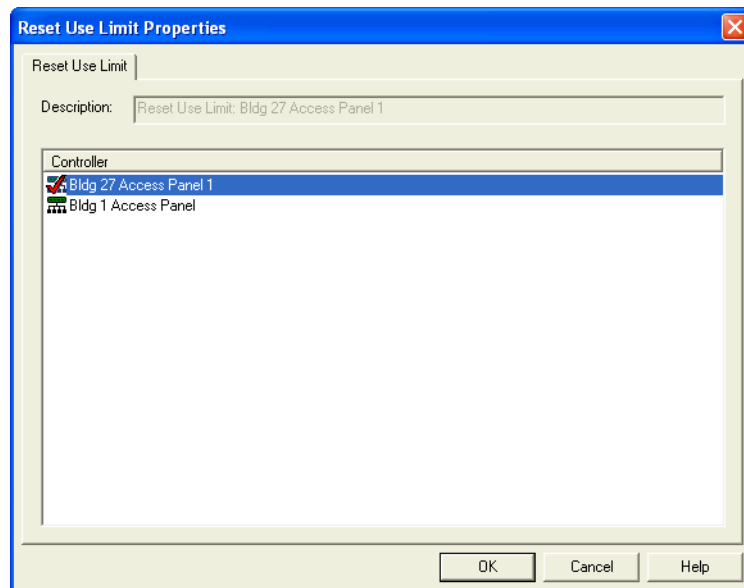 Reset Use Limit Properties
Reset Use Limit
Description: Reset Use Limit: Bldg 27 Access Panel 1
Controller
Bldg 27 Access Panel 1
Bldg 1 Access Panel
OK Cancel Help